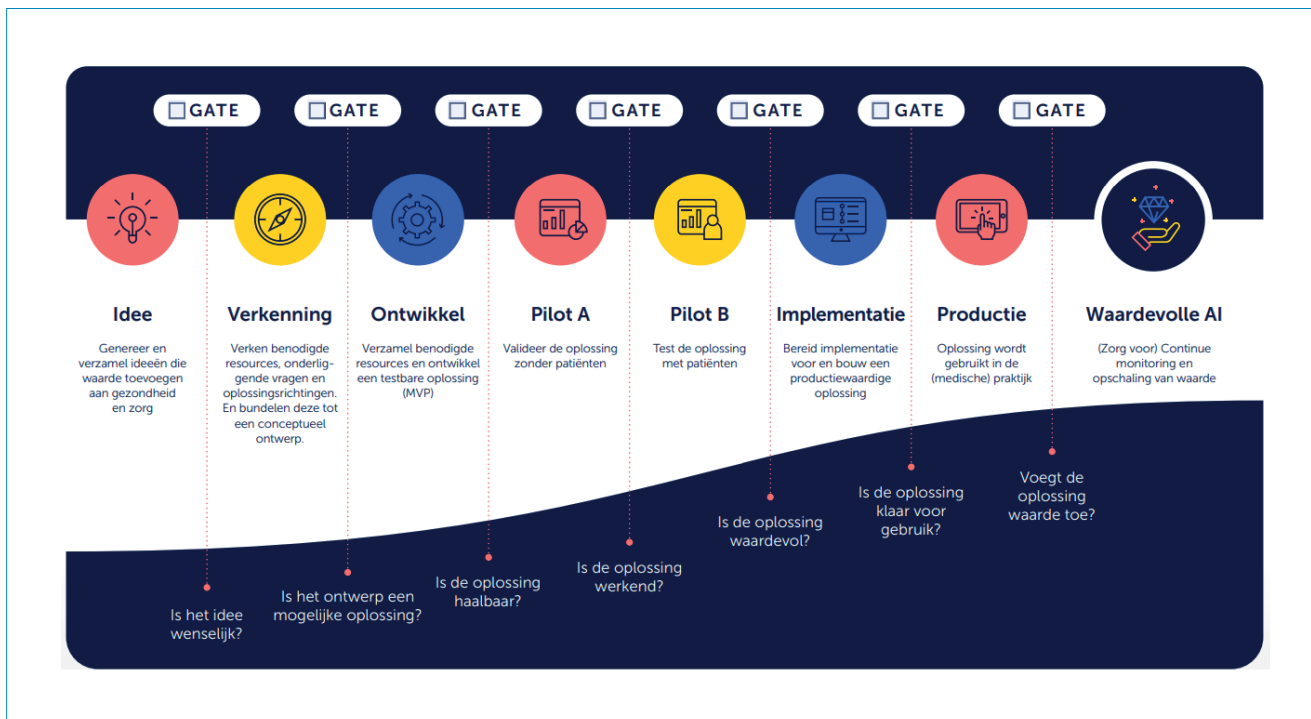 GATE
GATE
GATE
GATE
GATE
GATE
GATE
Idee
Genereer en
verzamel ideeën die
waarde toevoegen
aan gezondheid
en zorg
Verkenning
Verken benodigde
resources, onderlig-
gende vragen en
oplossingsrichtingen.
En bundelen deze tot
een conceptueel
ontwerp.
Ontwikkel
Verzamel benodigde
resources en ontwikkel
een testbare oplossing
(MVP)
Pilot A
Valideer de oplossing
zonder patiënten
Pilot B
Test de oplossing
met patiënten
Implementatie
Bereid implementatie
voor en bouw een
productiewaardige
oplossing
Productie
Oplossing wordt
gebruikt in de
(medische) praktijk
Waardevolle AI
(Zorg voor) Continue
monitoring en
opschaling van waarde
Is het idee
wenselijk?
Is het ontwerp een
mogelijke oplossing?
Is de oplossing
haalbaar?
Is de oplossing
werkend?
Is de oplossing
waardevol?
Is de oplossing
klaar voor
gebruik?
Voegt de
oplossing
waarde toe?